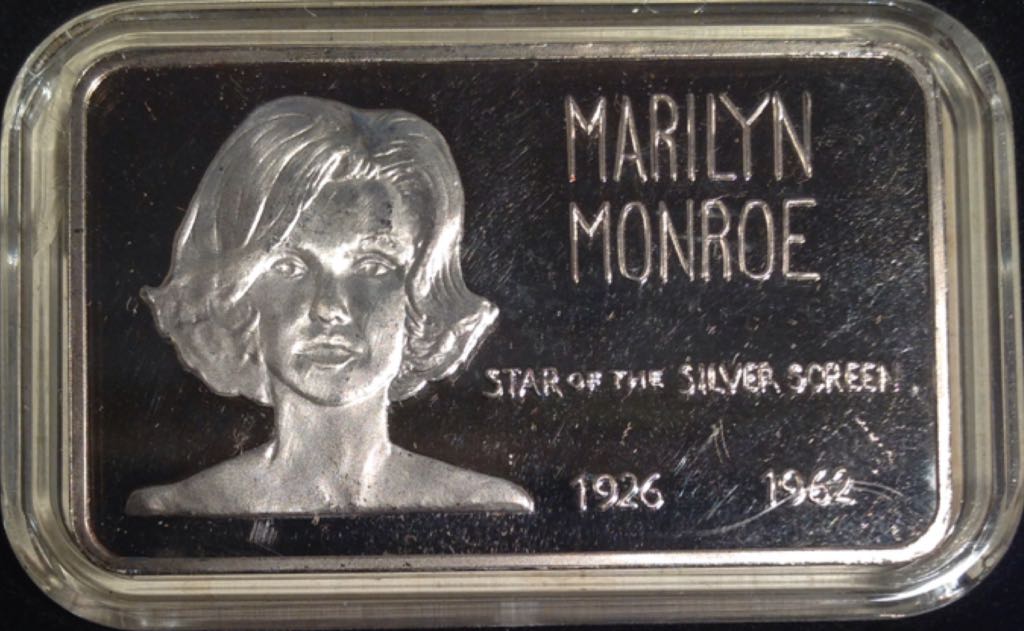 MARILYN
MONROE
STAR OF THE SILVER SCREEN
1926 1962